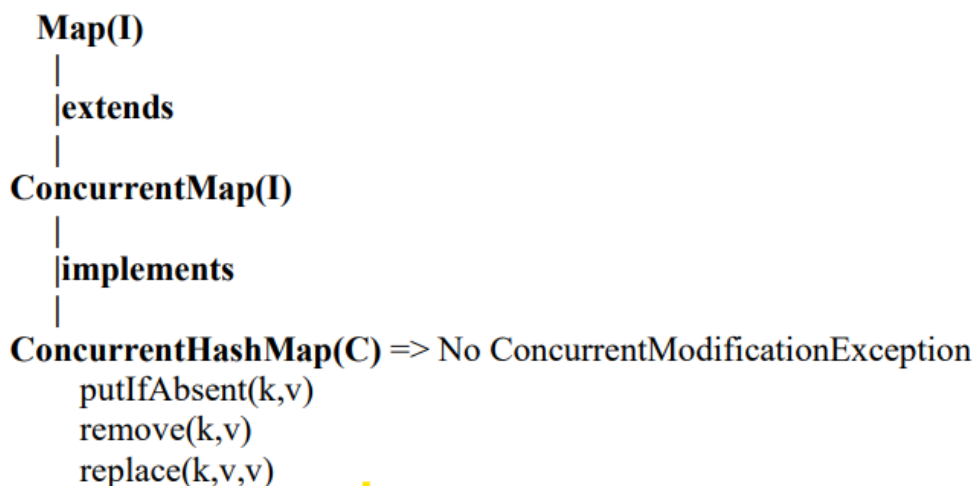 Map(I)
|
|extends
|
ConcurrentMap(I)
|
|implements
|
ConcurrentHashMap(C) => No ConcurrentModificationException
putIfAbsent(k,v)
remove(k,v)
replace(k,v,v)